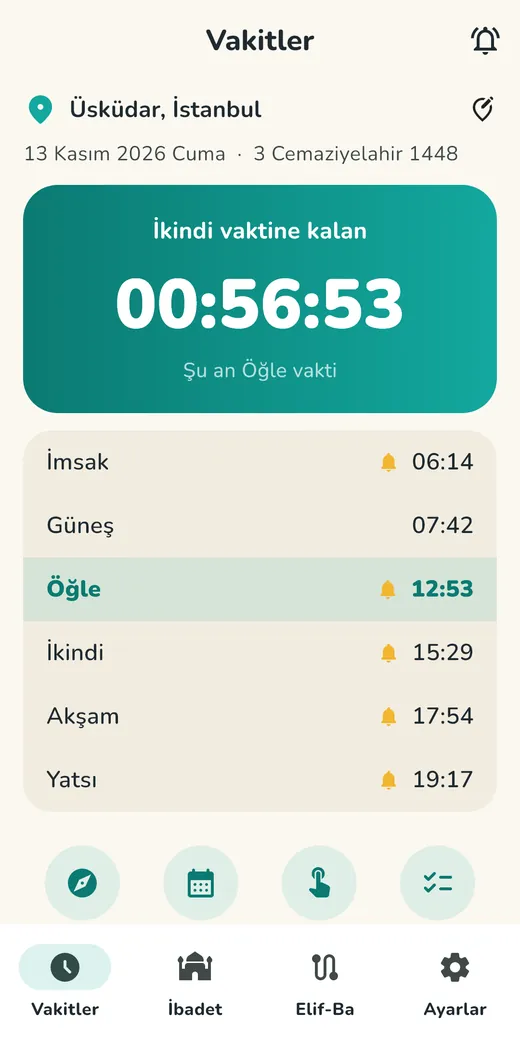 Vakitler
Üsküdar, İstanbul
13 Kasım 2026 Cuma · 3 Cemaziyelahir 1448
İkindi vaktine kalan
00:56:53
Şu an Öğle vakti
İmsak 06:14
Güneş 07:42
Öğle 12:53
İkindi 15:29
Akşam 17:54
Yatsı 19:17
Vakitler İbadet Elif-Ba Ayarlar